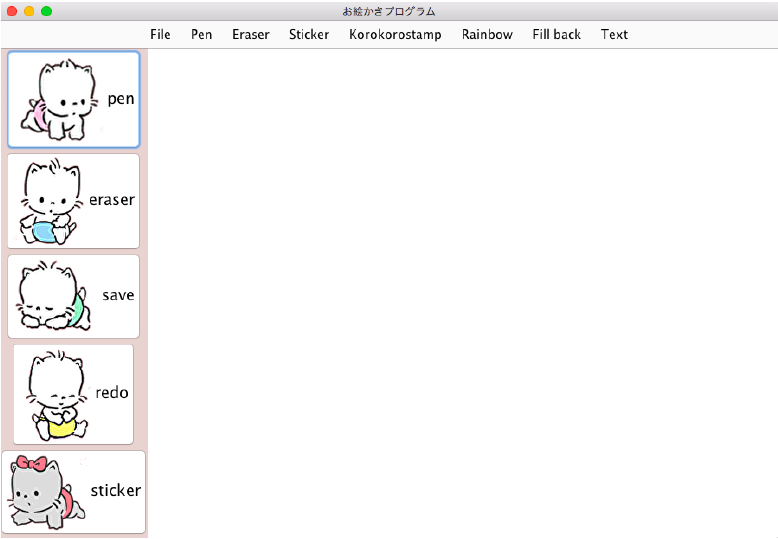 お絵かきプログラム
File Pen Eraser Sticker Korokorostamp Rainbow Fill back Text
pen
eraser
save
redo
sticker